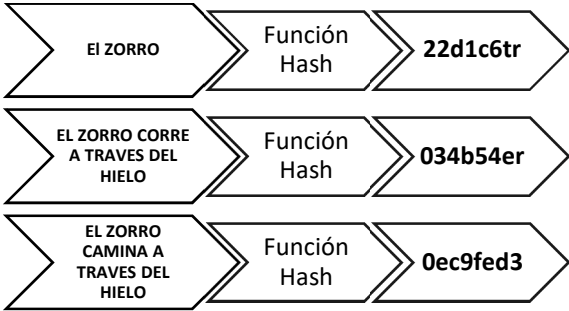 El ZORRO
Función
Hash
22d1c6tr
EL ZORRO CORRE
A TRAVES DEL
HIELO
Función
Hash
034b54er
EL ZORRO
CAMINA A
TRAVES DEL
HIELO
Función
Hash
0ec9fed3